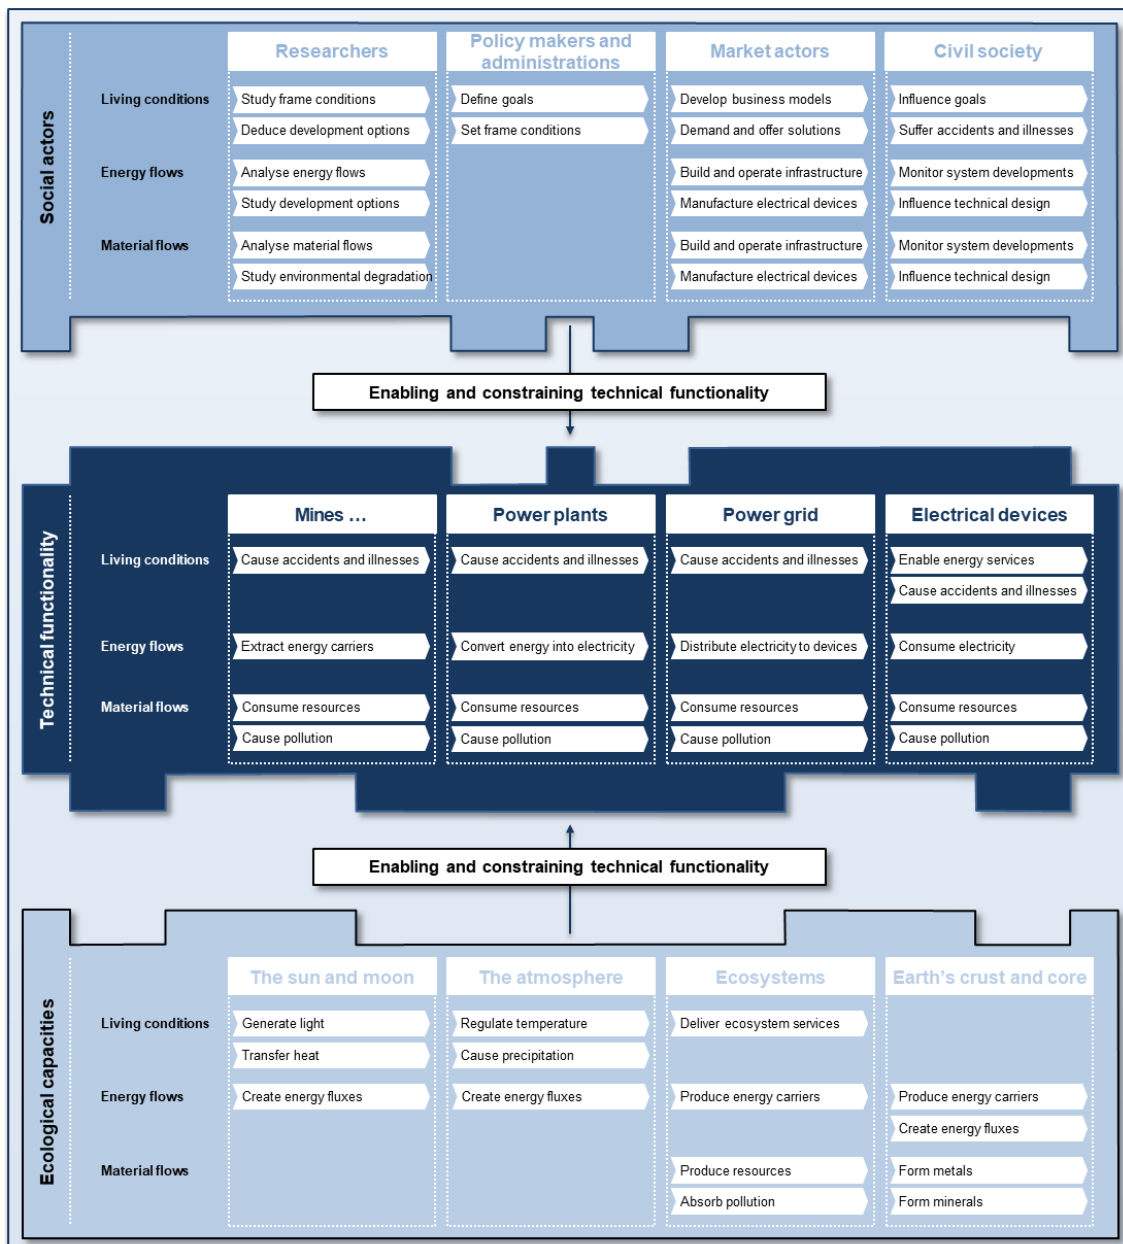 Social actors
Researchers
Policy makers and
administrations
Market actors
Civil society
Living conditions
Study frame conditions
Define goals
Develop business models
Influence goals
Deduce development options
Set frame conditions
Demand and offer solutions
Suffer accidents and illnesses
Energy flows
Analyse energy flows
Build and operate infrastructure
Monitor system developments
Study development options
Manufacture electrical devices
Influence technical design
Material flows
Analyse material flows
Build and operate infrastructure
Monitor system developments
Study environmental degradation
Manufacture electrical devices
Influence technical design
Enabling and constraining technical functionality
Technical functionality
Mines ...
Power plants
Power grid
Electrical devices
Living conditions
Cause accidents and illnesses
Cause accidents and illnesses
Cause accidents and illnesses
Enable energy services
Cause accidents and illnesses
Energy flows
Extract energy carriers
Convert energy into electricity
Distribute electricity to devices
Consume electricity
Material flows
Consume resources
Consume resources
Consume resources
Consume resources
Cause pollution
Cause pollution
Cause pollution
Cause pollution
Enabling and constraining technical functionality
Ecological capacities
The sun and moon
The atmosphere
Ecosystems
Earth's crust and core
Living conditions
Generate light
Regulate temperature
Deliver ecosystem services
Transfer heat
Cause precipitation
Energy flows
Create energy fluxes
Create energy fluxes
Produce energy carriers
Produce energy carriers
Create energy fluxes
Material flows
Produce resources
Form metals
Absorb pollution
Form minerals